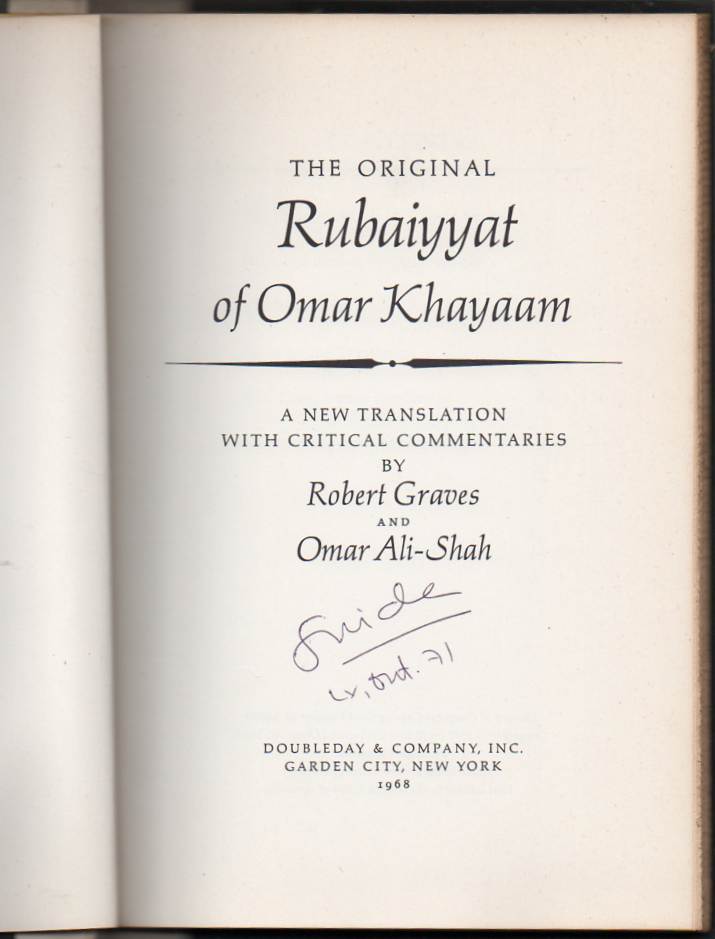 THE ORIGINAL
Rubaiyyat
of Omar Khayaam
A NEW TRANSLATION
WITH CRITICAL COMMENTARIES
BY
Robert Graves
AND
Omar Ali-Shah
71
DOUBLEDAY & COMPANY, INC.
GARDEN CITY, NEW YORK
1968